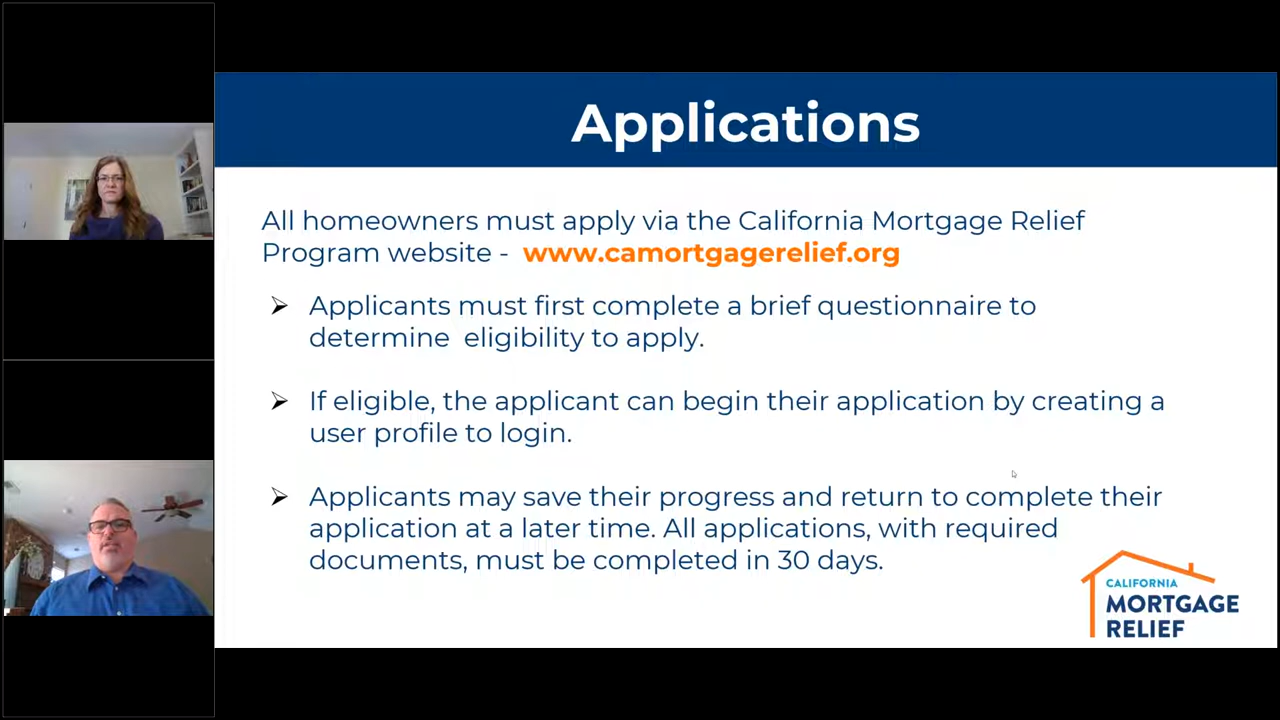 Applications
All homeowners must apply via the California Mortgage Relief
Program website - www.camortgagerelief.org
Applicants must first complete a brief questionnaire to
determine eligibility to apply.
If eligible, the applicant can begin their application by creating a
user profile to login.
Applicants may save their progress and return to complete their
application at a later time. All applications, with required
documents, must be completed in 30 days.
CALIFORNIA
MORTGAGE
RELIEF